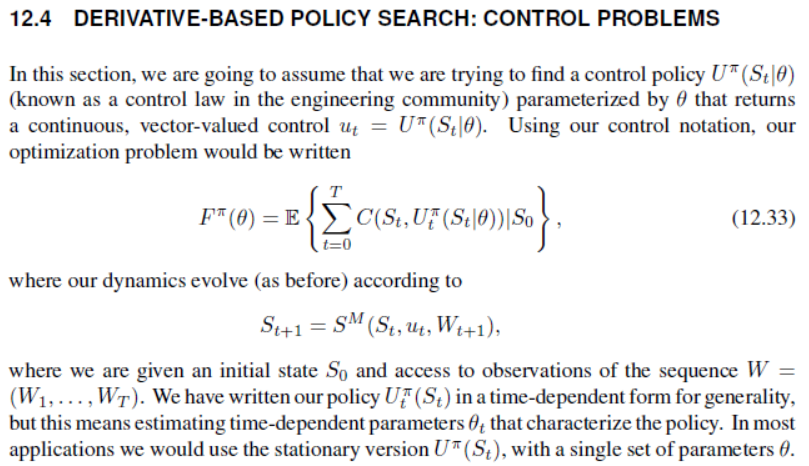 12.4 DERIVATIVE-BASED POLICY SEARCH: CONTROL PROBLEMS
In this section, we are going to assume that we are trying to find a control policy $U^\pi(S_t|\theta)$
(known as a control law in the engineering community) parameterized by $\theta$ that returns
a continuous, vector-valued control $u_t = U^\pi(S_t|\theta)$. Using our control notation, our
optimization problem would be written
$F^\pi(\theta) = \mathbb{E}\left\{\sum_{t=0}^{T} C(S_t, U_t^\pi(S_t|\theta))|S_0\right\},$ (12.33)
where our dynamics evolve (as before) according to
$S_{t+1} = S^M(S_t, u_t, W_{t+1}),$
where we are given an initial state $S_0$ and access to observations of the sequence $W =$
$(W_1, \ldots, W_T)$. We have written our policy $U_t^\pi(S_t)$ in a time-dependent form for generality,
but this means estimating time-dependent parameters $\theta_t$ that characterize the policy. In most
applications we would use the stationary version $U^\pi(S_t)$, with a single set of parameters $\theta$.